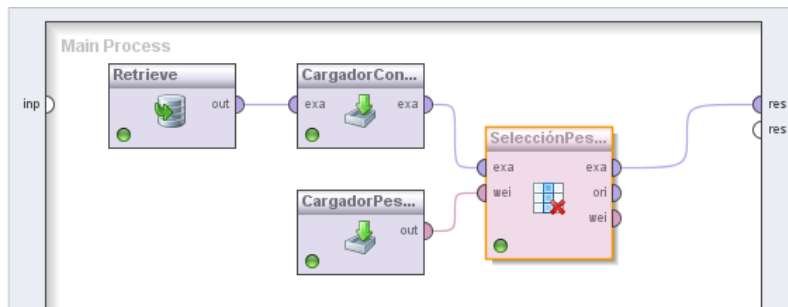 Main Process
Retrieve
out
CargadorCon...
exa
exa
inp
res
res
SelecciónPes...
exa
exa
wei
ori
wei
CargadorPes...
out